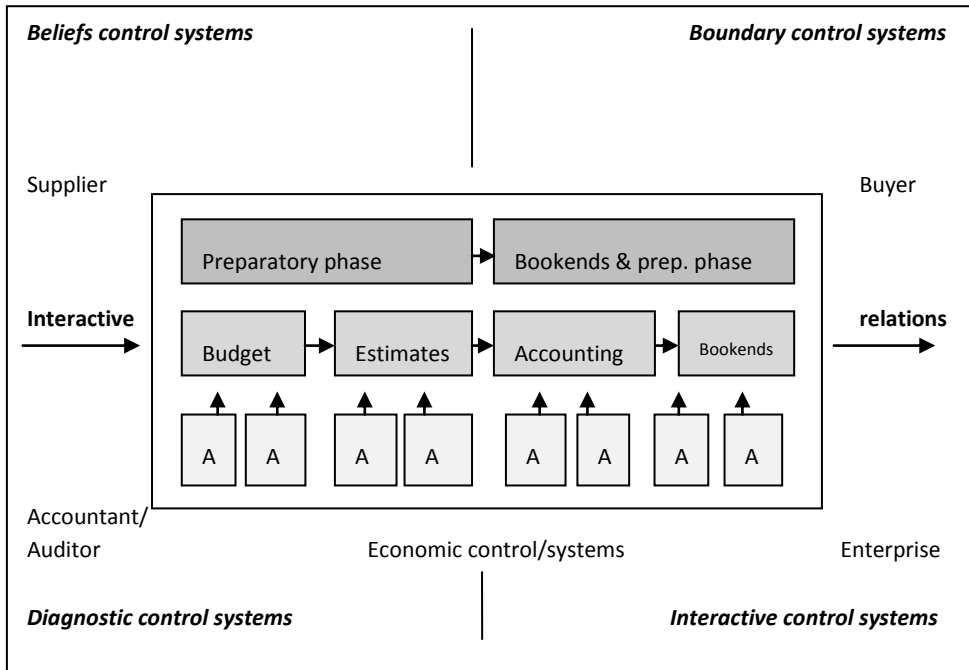 Beliefs control systems
Boundary control systems
Supplier
Buyer
Preparatory phase
Bookends & prep. phase
Interactive
relations
Budget
Estimates
Accounting
Bookends
A
A
A
A
A
A
A
A
Accountant/
Auditor
Economic control/systems
Enterprise
Diagnostic control systems
Interactive control systems